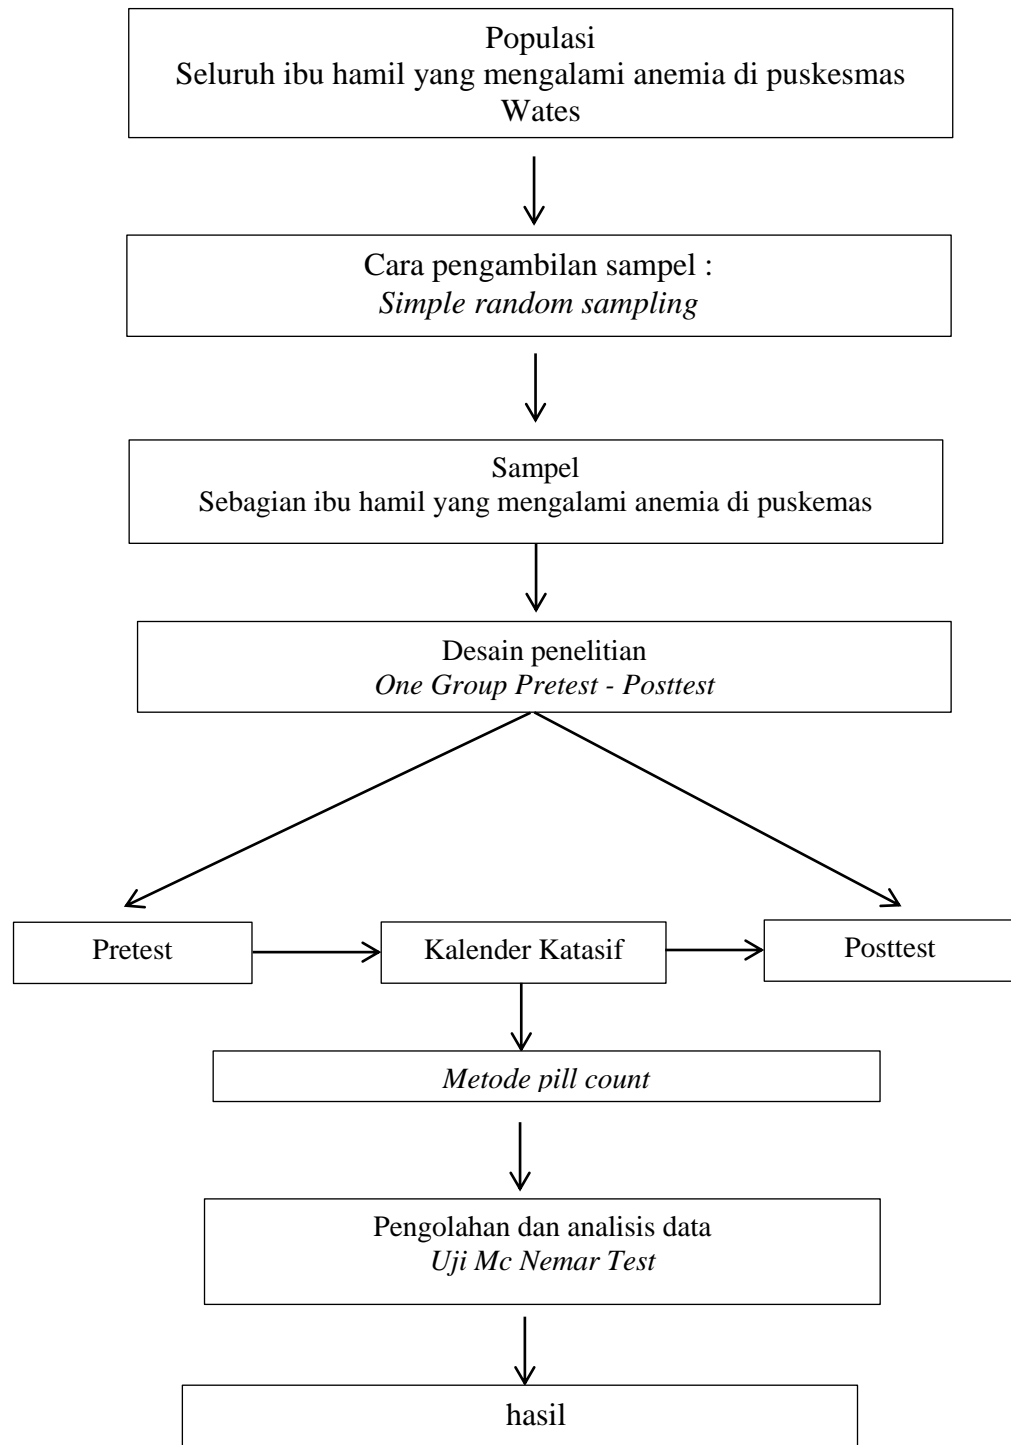 Populasi
Seluruh ibu hamil yang mengalami anemia di puskesmas
Wates
Cara pengambilan sampel :
Simple random sampling
Sampel
Sebagian ibu hamil yang mengalami anemia di puskemas
Desain penelitian
One Group Pretest - Posttest
Pretest
Kalender Katasif
Posttest
Metode pill count
Pengolahan dan analisis data
Uji Mc Nemar Test
hasil